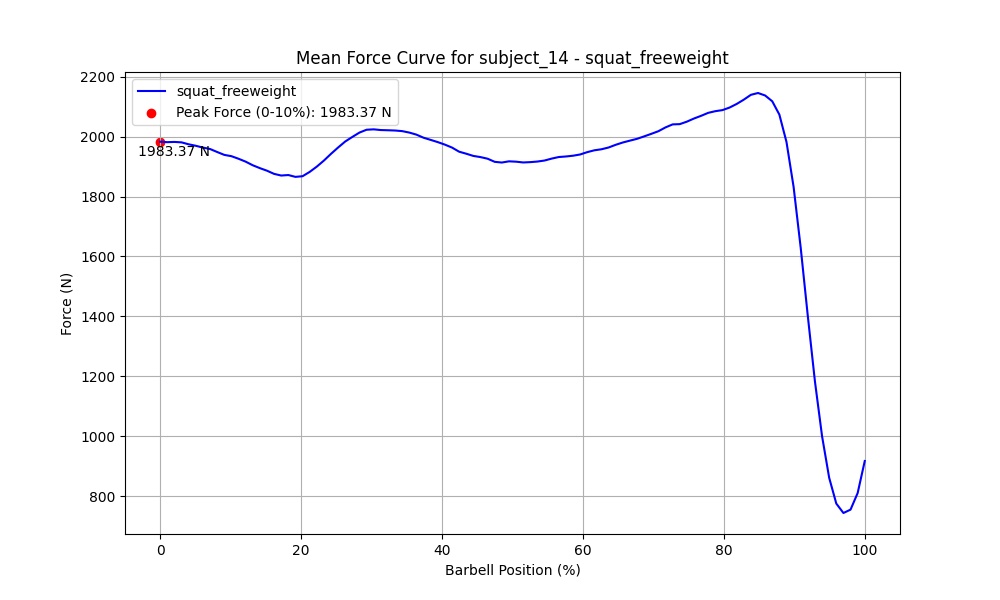 Mean Force Curve for subject_14 - squat_freeweight
squat_freeweight
Peak Force (0-10%): 1983.37 N
1983.37 N
2200
2000
1800
1600
1400
1200
1000
800
Force (N)
0 20 40 60 80 100
Barbell Position (%)